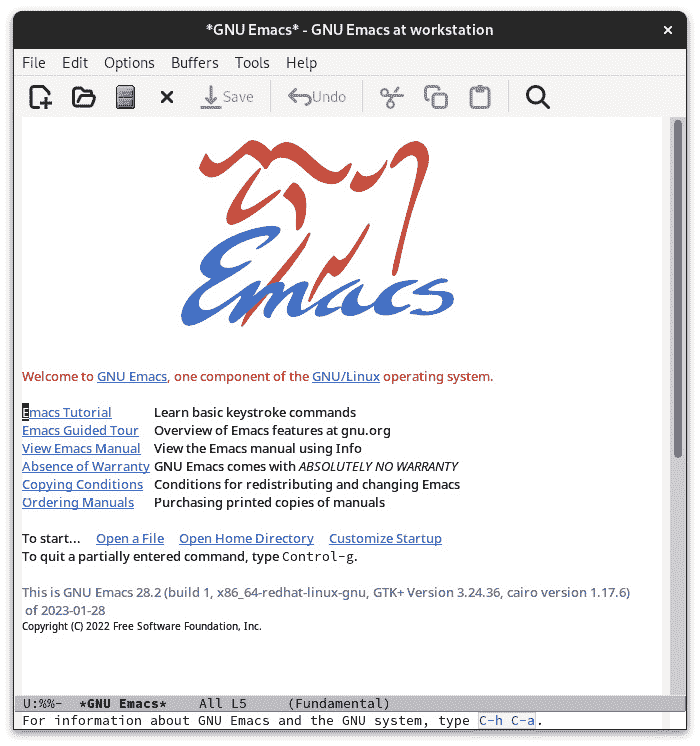 *GNU Emacs* - GNU Emacs at workstation ×
File Edit Options Buffers Tools Help
Save Undo
Emacs
Welcome to GNU Emacs, one component of the GNU/Linux operating system.
Emacs Tutorial Learn basic keystroke commands
Emacs Guided Tour Overview of Emacs features at gnu.org
View Emacs Manual View the Emacs manual using Info
Absence of Warranty GNU Emacs comes with ABSOLUTELY NO WARRANTY
Copying Conditions Conditions for redistributing and changing Emacs
Ordering Manuals Purchasing printed copies of manuals
To start... Open a File Open Home Directory Customize Startup
To quit a partially entered command, type Control-g.
This is GNU Emacs 28.2 (build 1, x86_64-redhat-linux-gnu, GTK+ Version 3.24.36, cairo version 1.17.6)
of 2023-01-28
Copyright (C) 2022 Free Software Foundation, Inc.
U:%%- *GNU Emacs* All L5 (Fundamental)
For information about GNU Emacs and the GNU system, type C-h C-a.